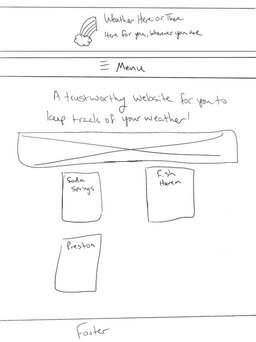 Weather Here or There
Here for you, Wherever you are
Menu
A trustworthy website for you to
keep track of your weather!
Soda
Springs
Fish
Haven
Preston
Footer